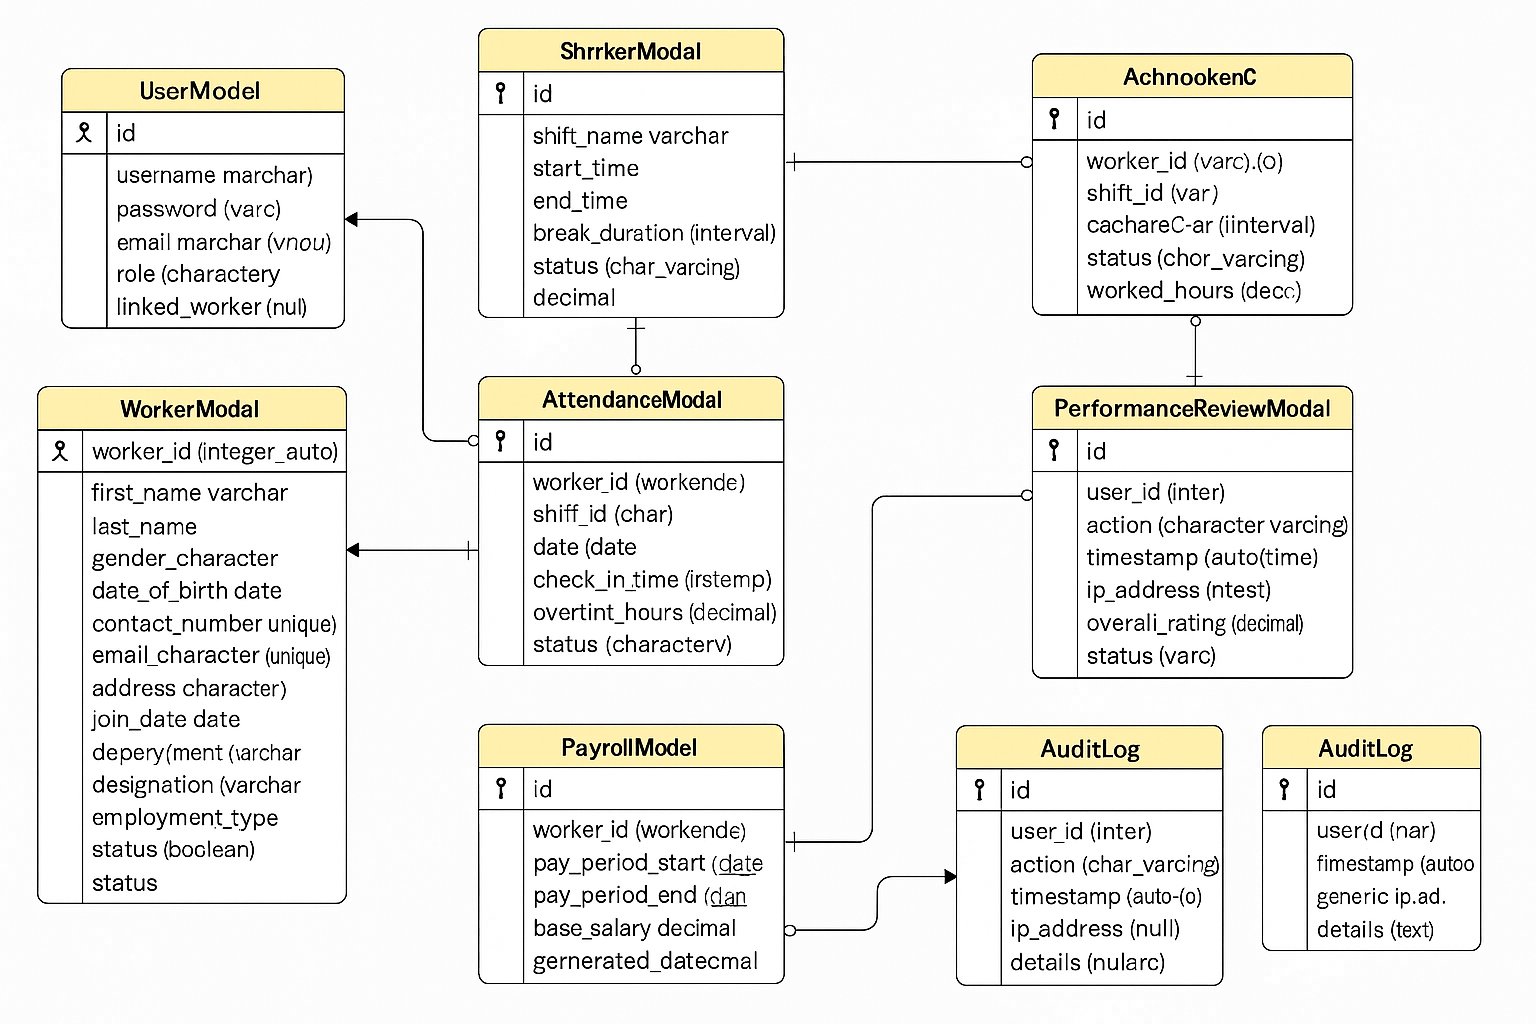 UserModel
id
username marchar)
password (varc)
email marchar (vnou)
role (charactery
linked_worker (nul)
ShrrkerModal
id
shift_name varchar
start_time
end_time
break_duration (interval)
status (char_varcing)
decimal
AchnookenC
id
worker_id (varc).(o)
shift_id (var)
cachareC-ar (iinterval)
status (chor_varcing)
worked_hours (decc)
WorkerModal
worker_id (integer_auto)
first_name varchar
last_name
gender_character
date_of_birth date
contact_number unique)
email_character (unique)
address character)
join_date date
depery(ment (varchar
designation (varchar
employment_type
status (boclean)
status
AttendanceModal
id
worker_id (workende)
shiff_id (char)
date (date
check_in_time (irstemp)
overtint_hours (decimal)
status (characterv)
PerformanceReviewModal
id
user_id (inter)
action (character varcing)
timestamp (auto(time)
ip_address (ntest)
overali_rating (decimal)
status (varc)
PayrollModel
id
worker_id (workende)
pay_period_start (date
pay_period_end (dan
base_salary decimal
gernerated_datecmal
AuditLog
id
user_id (inter)
action (char_varcing)
timestamp (auto-(o)
ip_address (null)
details (nularc)
AuditLog
id
user(d (nar)
fimestamp (autoo
generic ip.ad.
details (text)